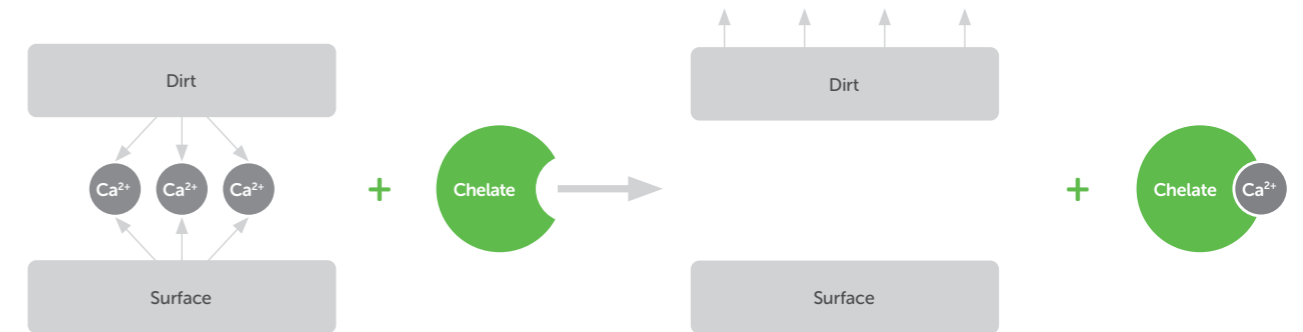 Dirt
Dirt
Ca²⁺ Ca²⁺ Ca²⁺ + Chelate + Chelate Ca²⁺
Surface
Surface